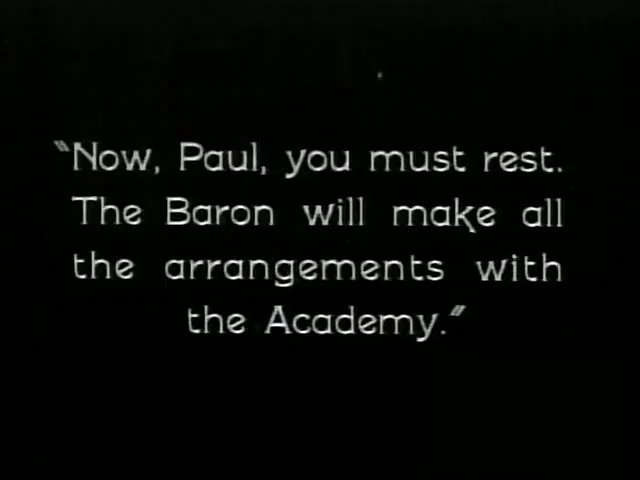 "Now, Paul, you must rest.
The Baron will make all
the arrangements with
the Academy."